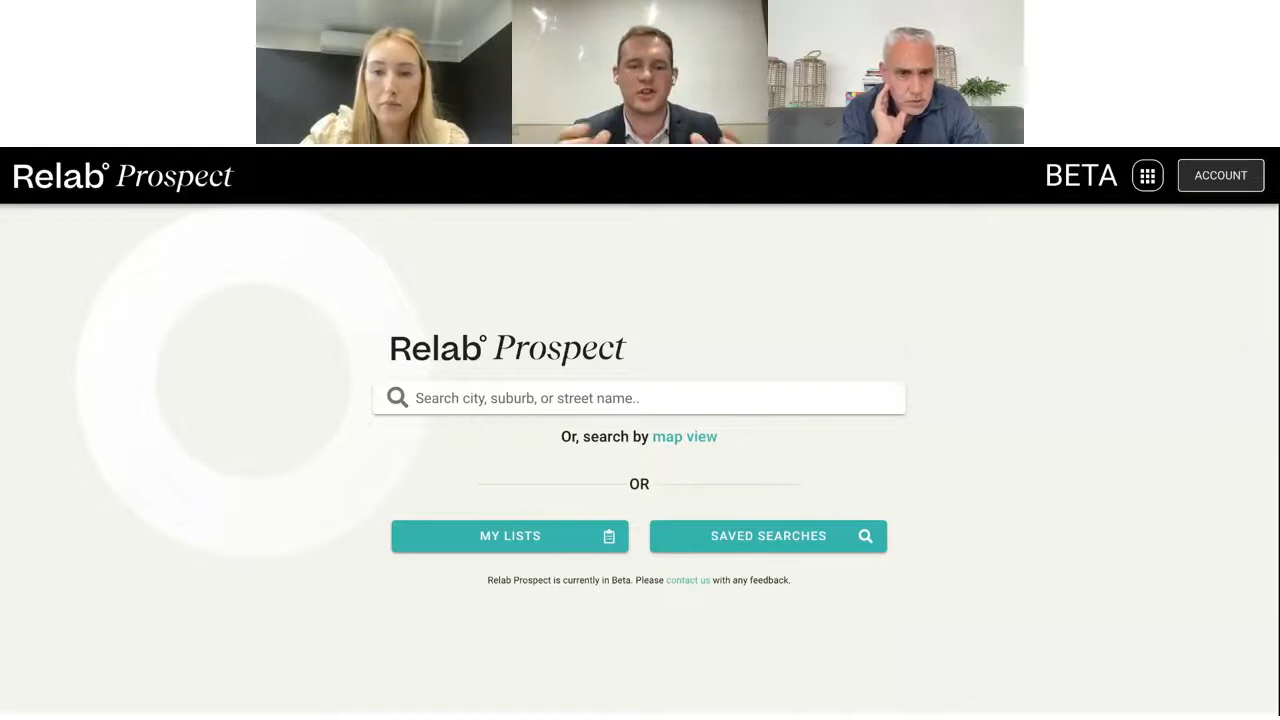 Relab° Prospect
BETA
ACCOUNT
Relab° Prospect
Search city, suburb, or street name..
Or, search by map view
OR
MY LISTS
SAVED SEARCHES
Relab Prospect is currently in Beta. Please contact us with any feedback.